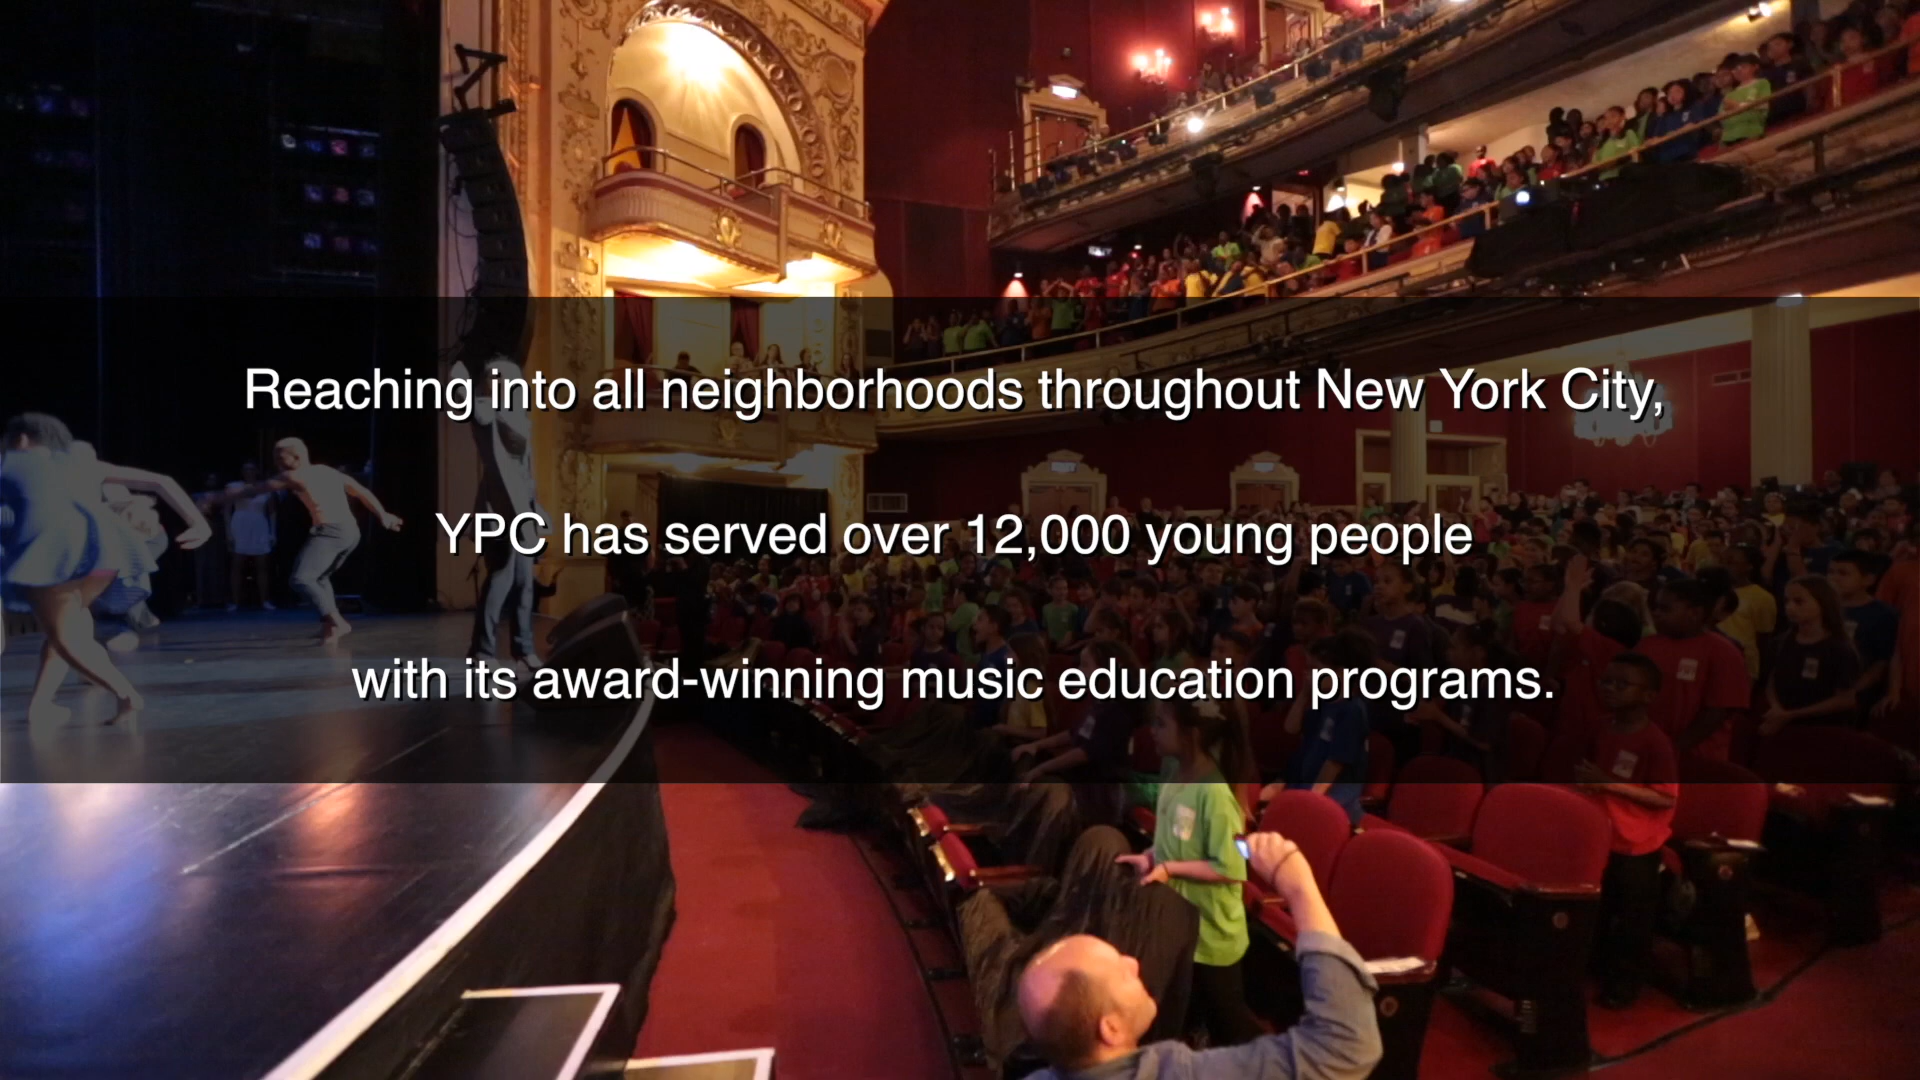 Reaching into all neighborhoods throughout New York City,
YPC has served over 12,000 young people
with its award-winning music education programs.